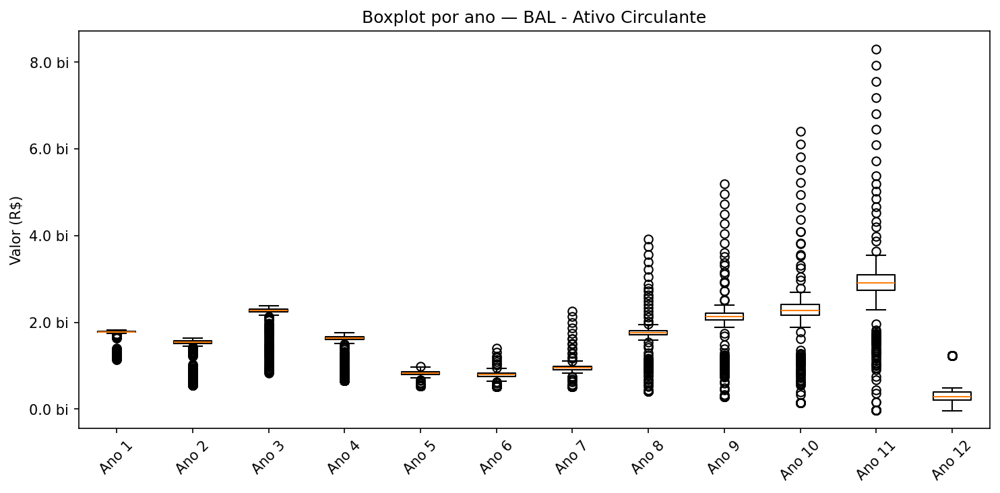 Boxplot por ano — BAL - Ativo Circulante
Valor (R$)
8.0 bi
6.0 bi
4.0 bi
2.0 bi
0.0 bi
Ano 1
Ano 2
Ano 3
Ano 4
Ano 5
Ano 6
Ano 7
Ano 8
Ano 9
Ano 10
Ano 11
Ano 12